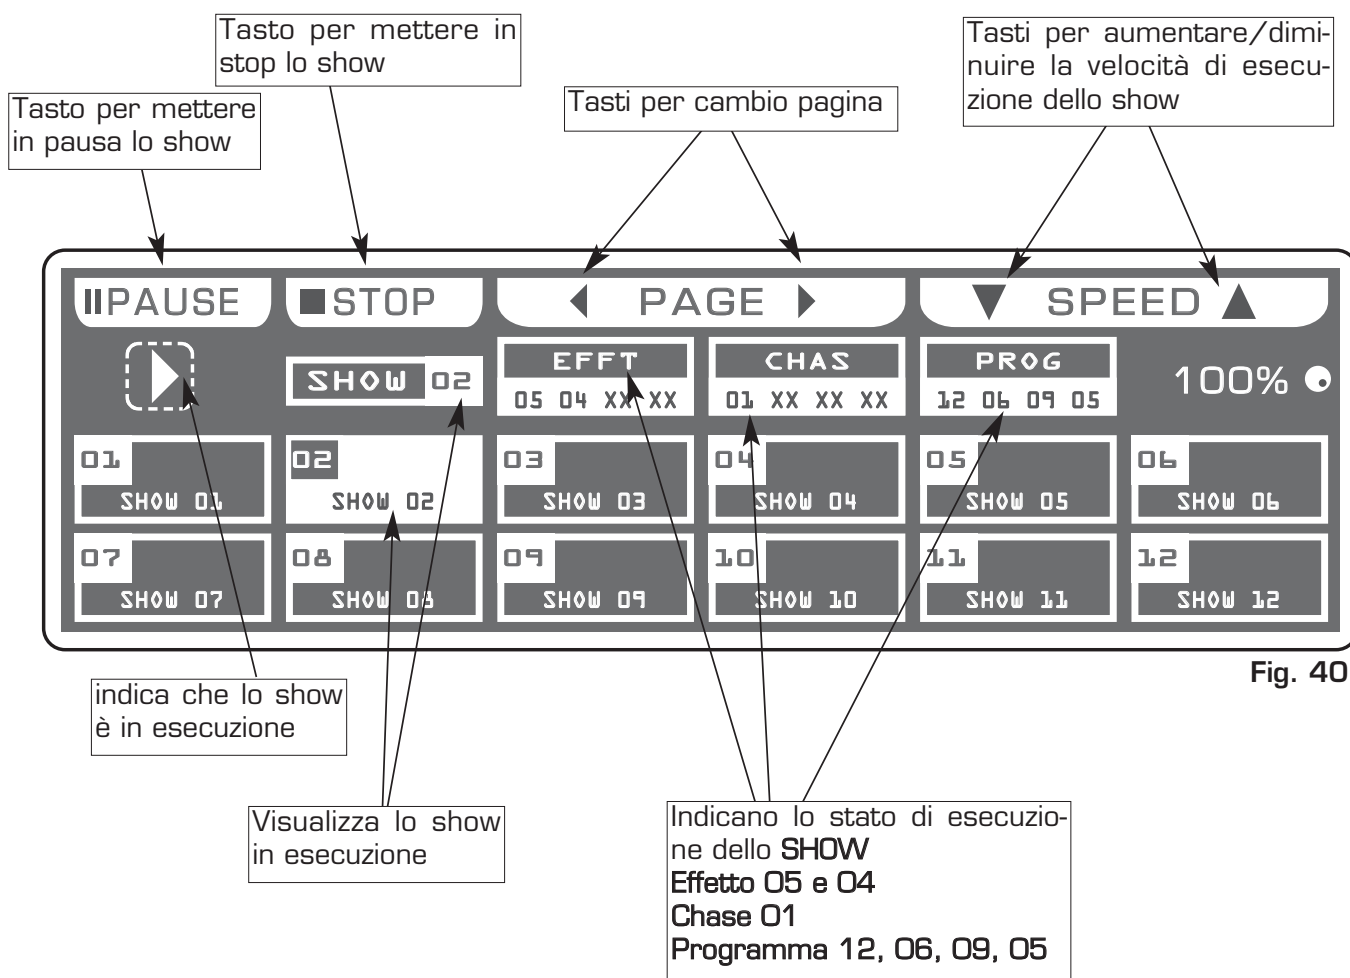 Tasto per mettere in
stop lo show
Tasti per aumentare/dimi-
nuire la velocità di esecu-
zione dello show
Tasto per mettere
in pausa lo show
Tasti per cambio pagina
PAUSE
STOP
PAGE
SPEED
SHOW 02
EFFT
05 04 XX XX
CHAS
01 XX XX XX
PROG
12 06 09 05
100%
01
SHOW 01
02
SHOW 02
03
SHOW 03
04
SHOW 04
05
SHOW 05
06
SHOW 06
07
SHOW 07
08
SHOW 08
09
SHOW 09
10
SHOW 10
11
SHOW 11
12
SHOW 12
Fig. 40
indica che lo show
è in esecuzione
Visualizza lo show
in esecuzione
Indicano lo stato di esecuzio-
ne dello SHOW
Effetto 05 e 04
Chase 01
Programma 12, 06, 09, 05